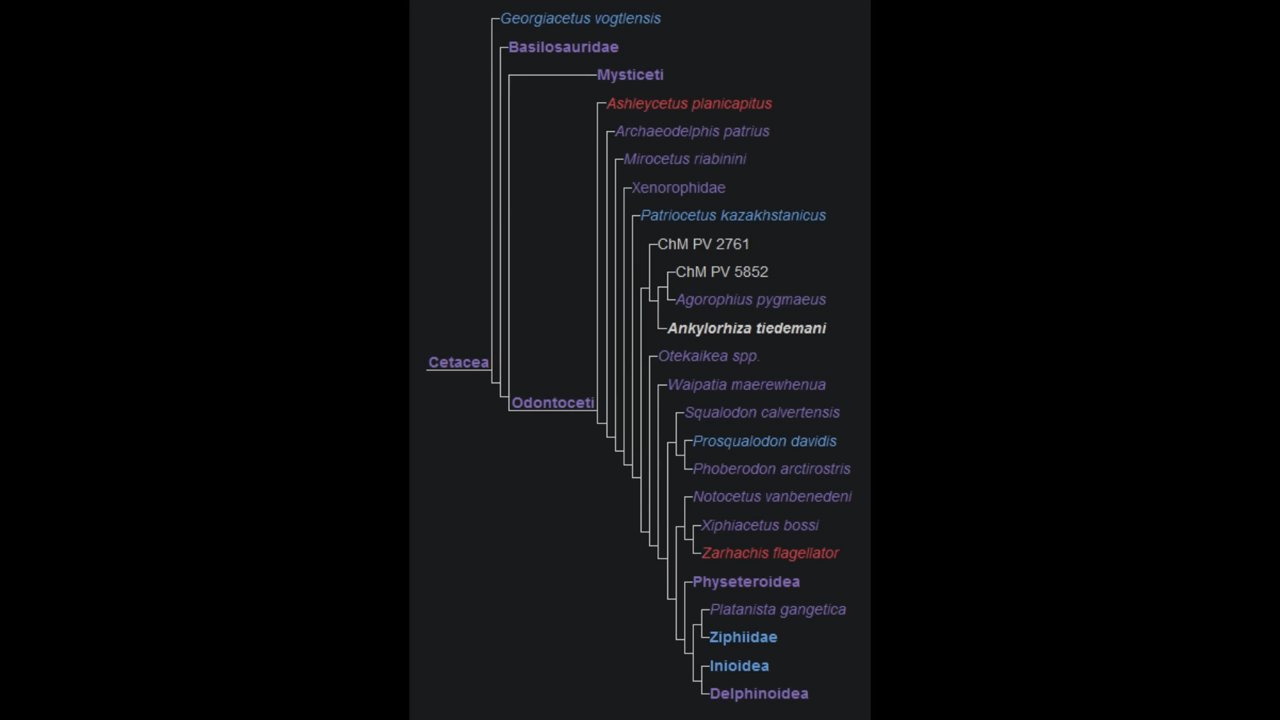 Georgiacetus vogtlensis
Basilosauridae
Mysticeti
Ashleycetus planicapitus
Archaeodelphis patrius
Mirocetus riabinini
Xenorophidae
Patriocetus kazakhstanicus
ChM PV 2761
ChM PV 5852
Agorophius pygmaeus
Ankylorhiza tiedemani
Otekaikea spp.
Cetacea
Waipatia maerewhenua
Odontoceti
Squalodon calvertensis
Prosqualodon davidis
Phoberodon arctirostris
Notocetus vanbenedeni
Xiphiacetus bossi
Zarhachis flagellator
Physeteroidea
Platanista gangetica
Ziphiidae
Inioidea
Delphinoidea